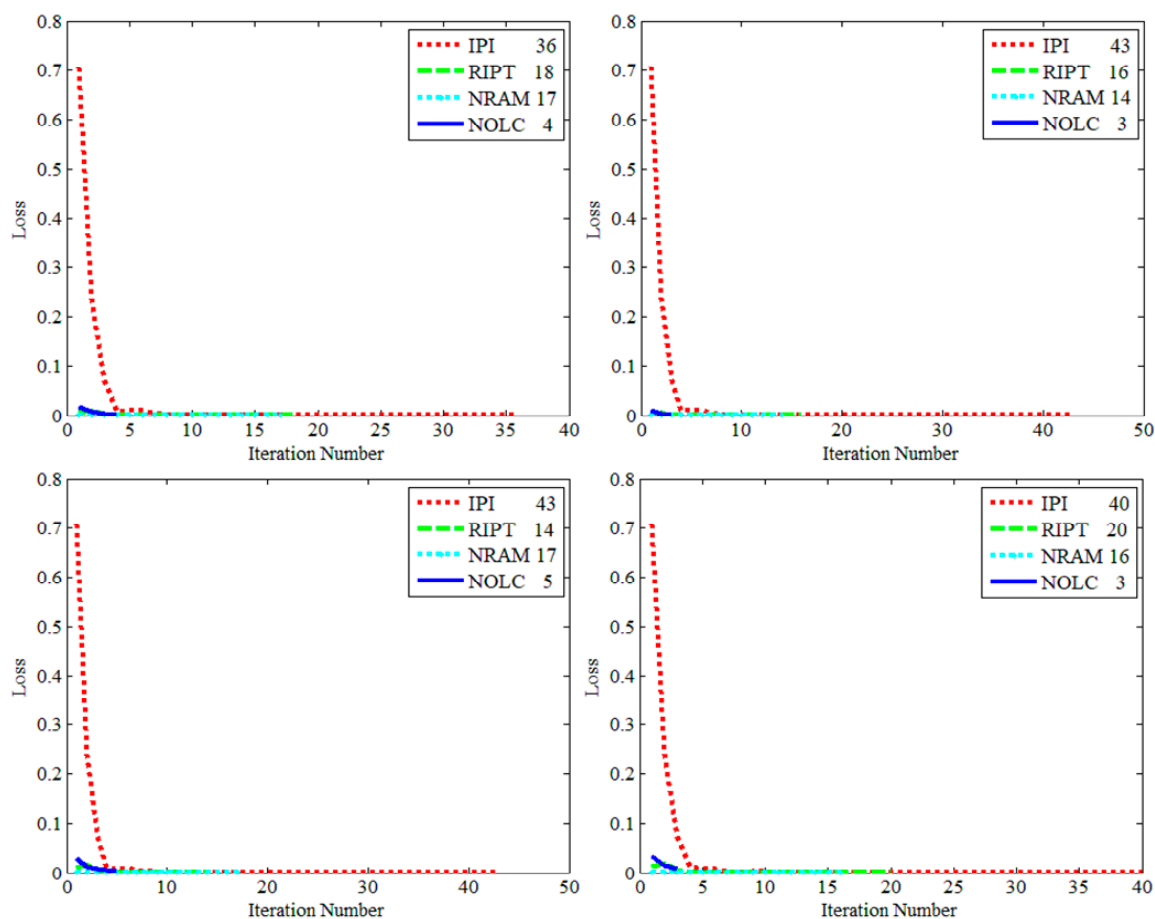 0.8
0.7
0.6
0.5
0.4
0.3
0.2
0.1
0
Loss
IPI 36
RIPT 18
NRAM 17
NOLC 4
0 5 10 15 20 25 30 35 40
Iteration Number
0.8
0.7
0.6
0.5
0.4
0.3
0.2
0.1
0
Loss
IPI 43
RIPT 16
NRAM 14
NOLC 3
0 10 20 30 40 50
Iteration Number
0.8
0.7
0.6
0.5
0.4
0.3
0.2
0.1
0
Loss
IPI 43
RIPT 14
NRAM 17
NOLC 5
0 10 20 30 40 50
Iteration Number
0.8
0.7
0.6
0.5
0.4
0.3
0.2
0.1
0
Loss
IPI 40
RIPT 20
NRAM 16
NOLC 3
0 5 10 15 20 25 30 35 40
Iteration Number